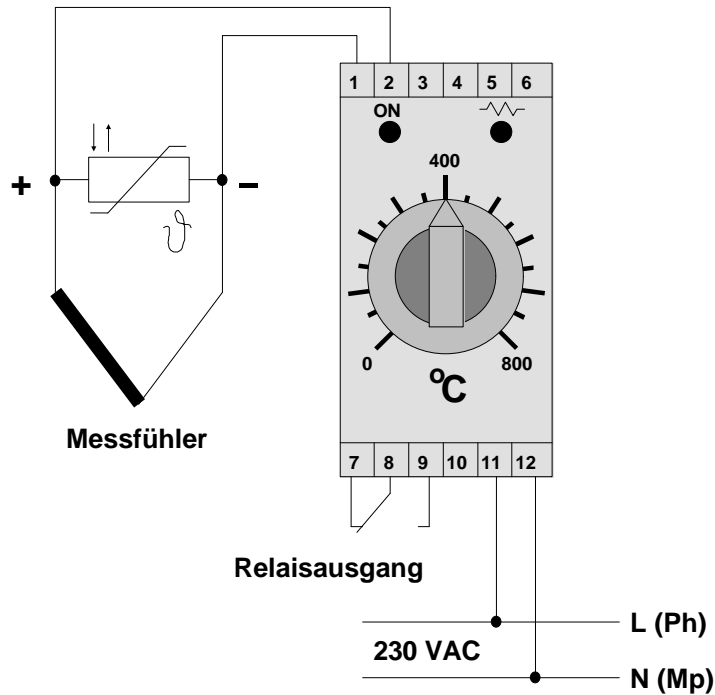 1 2 3 4 5 6
ON
400
+ −
ϑ
0 800
°C
Messfühler
7 8 9 10 11 12
Relaisausgang
L (Ph)
230 VAC
N (Mp)